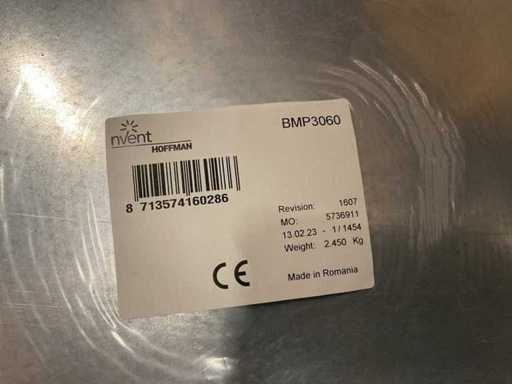 nVent
HOFFMAN
BMP3060
8 713574160286
Revision: 1607
MO: 5736911
13.02.23 - 1/1454
Weight: 2.450 Kg
CE
Made in Romania